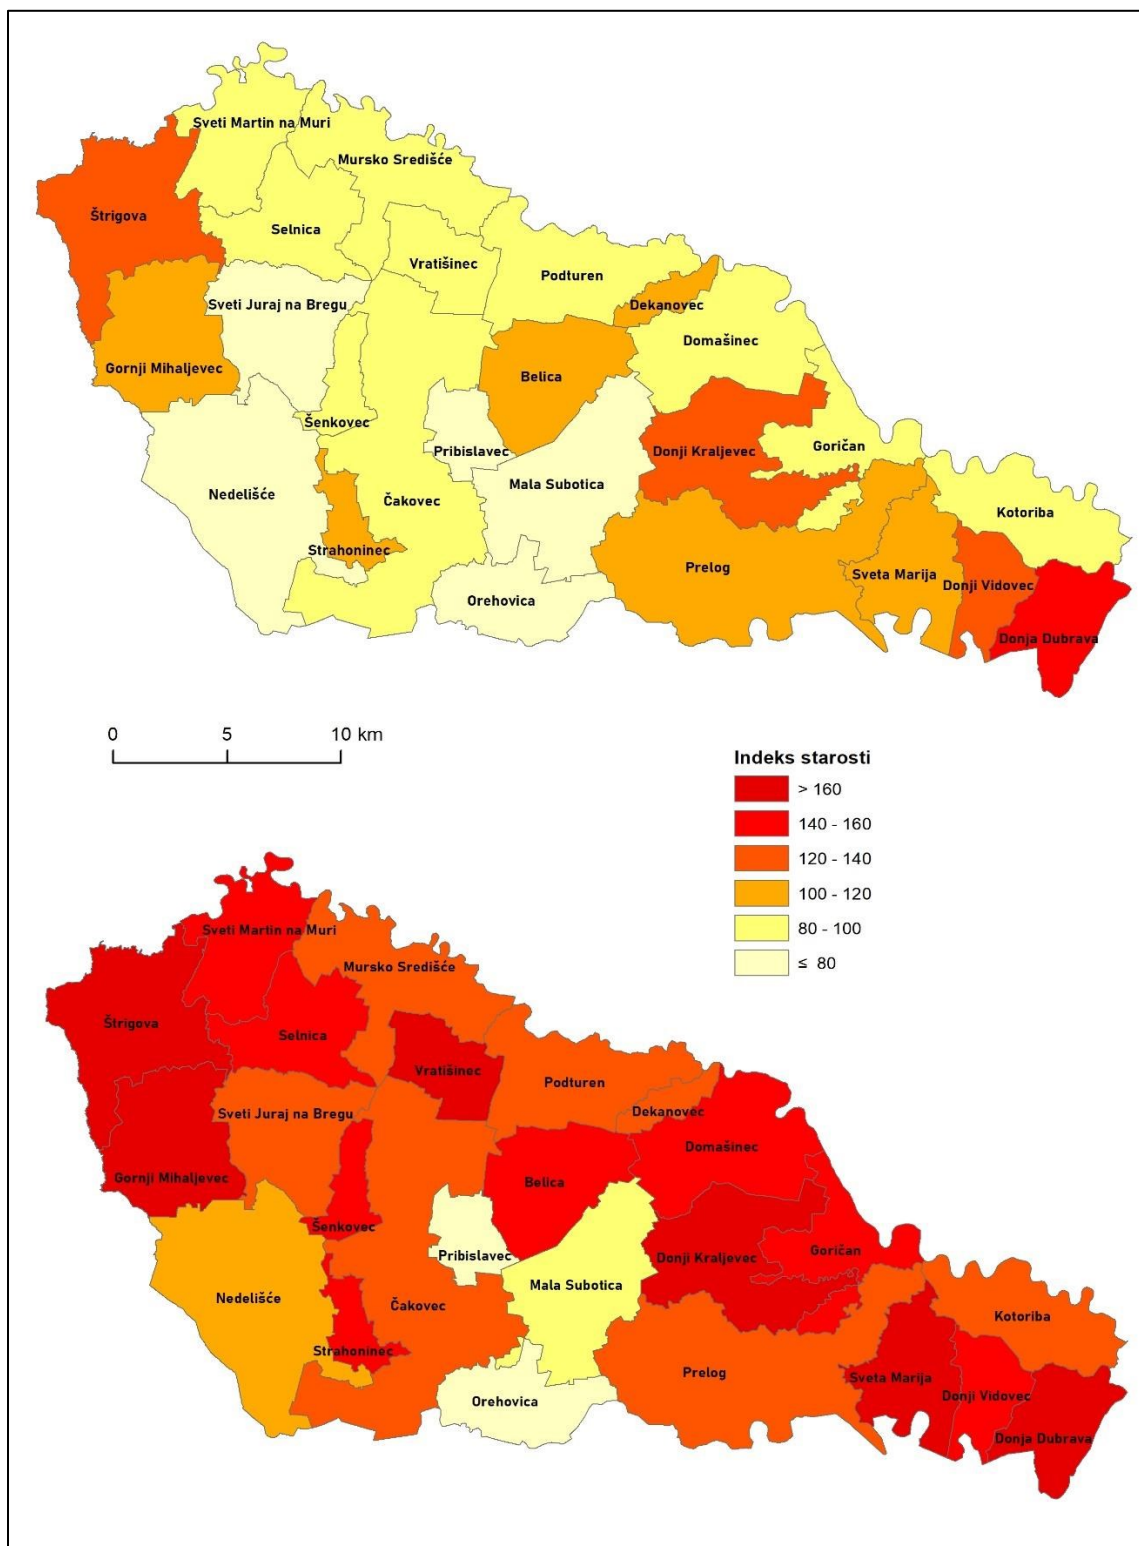 Sveti Martin na Muri
Mursko Središće
Štrigova
Selnica
Vratišinec
Podturen
Sveti Juraj na Bregu
Dekanovec
Domašinec
Gornji Mihaljevec
Belica
Šenkovec
Pribislavec
Donji Kraljevec
Goričan
Nedelišće
Čakovec
Mala Subotica
Kotoriba
Strahoninec
Prelog
Sveta Marija
Donji Vidovec
Orehovica
Donja Dubrava
0 5 10 km
Indeks starosti
> 160
140 - 160
120 - 140
100 - 120
80 - 100
≤ 80
Sveti Martin na Muri
Mursko Središće
Štrigova
Selnica
Vratišinec
Podturen
Sveti Juraj na Bregu
Dekanovec
Domašinec
Gornji Mihaljevec
Belica
Šenkovec
Pribislavec
Donji Kraljevec
Goričan
Mala Subotica
Nedelišće
Čakovec
Kotoriba
Strahoninec
Prelog
Sveta Marija
Donji Vidovec
Orehovica
Donja Dubrava